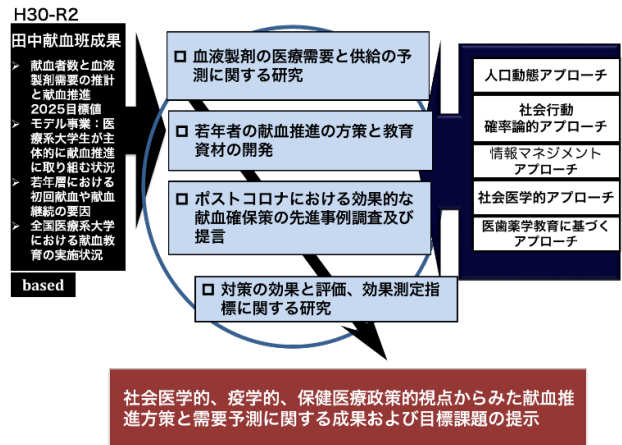 H30-R2
田中献血班成果
➢ 献血者数と血液
製剤需要の推計
と献血推進
2025目標値
➢ モデル事業：医
療系大学生が主
体的に献血推進
に取り組む状況
➢ 若年層における
初回献血や献血
継続の要因
➢ 全国医療系大学
における献血教
育の実施状況
based
□ 血液製剤の医療需要と供給の予
測に関する研究
□ 若年者の献血推進の方策と教育
資材の開発
□ ポストコロナにおける効果的な
献血確保策の先進事例調査及び
提言
□ 対策の効果と評価、効果測定指
標に関する研究
人口動態アプローチ
社会行動
確率論的アプローチ
情報マネジメント
アプローチ
社会医学的アプローチ
医歯薬学教育に基づく
アプローチ
社会医学的、疫学的、保健医療政策的視点からみた献血推
進方策と需要予測に関する成果および目標課題の提示